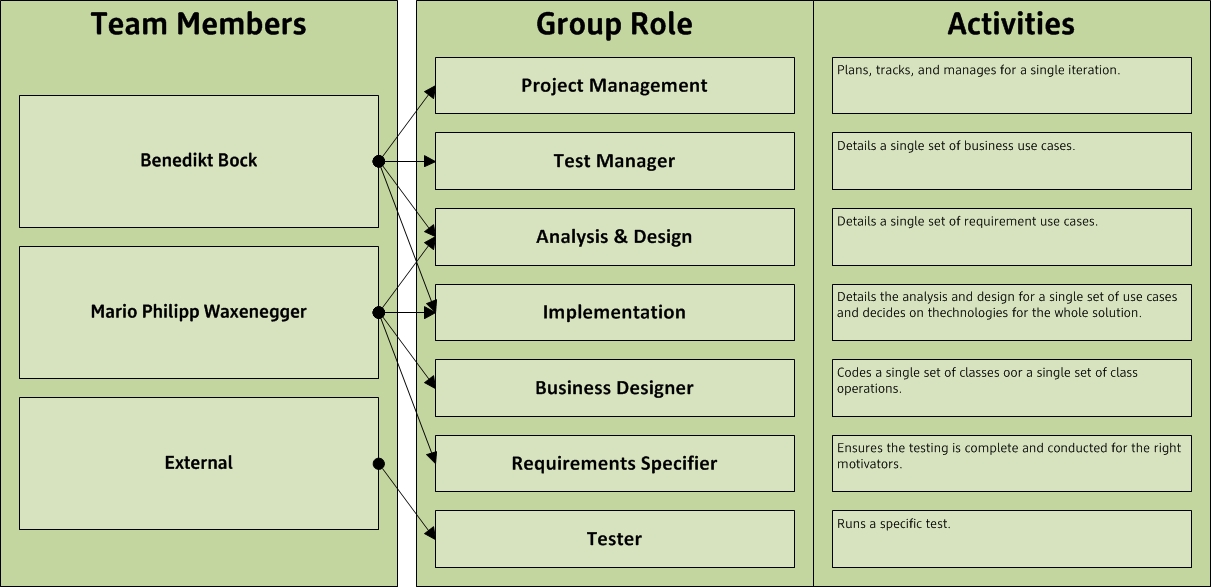 Team Members
Group Role
Activities
Benedikt Bock
Mario Philipp Waxenegger
External
Project Management
Test Manager
Analysis & Design
Implementation
Business Designer
Requirements Specifier
Tester
Plans, tracks, and manages for a single iteration.
Details a single set of business use cases.
Details a single set of requirement use cases.
Details the analysis and design for a single set of use cases
and decides on thechnologies for the whole solution.
Codes a single set of classes oor a single set of class
operations.
Ensures the testing is complete and conducted for the right
motivators.
Runs a specific test.